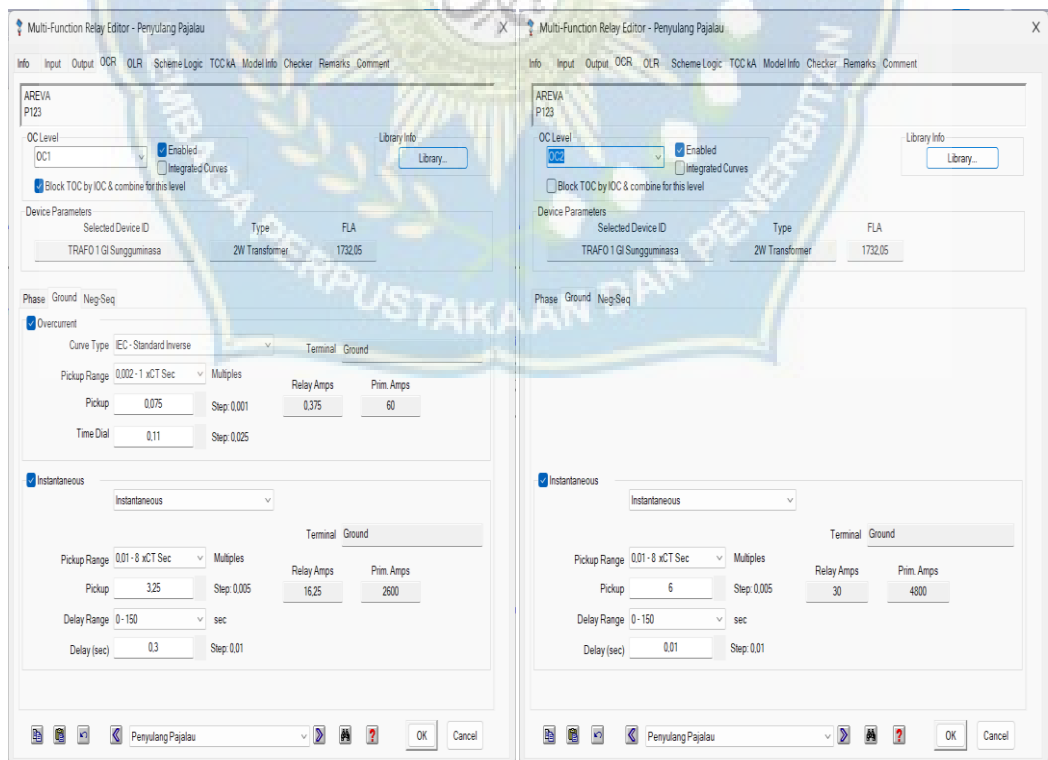 Multi-Function Relay Editor - Penyulang Pajalau X
Info Input Output OCR OLR Scheme Logic TCC kA Model Info Checker Remarks Comment
AREVA
P123
OC Level
OC1
Enabled
Integrated Curves
Block TOC by IOC & combine for this level
Library Info
Library...
Device Parameters
Selected Device ID Type FLA
TRAFO 1 GI Sungguminasa 2W Transformer 1732,05
Phase Ground Neg-Seq
Overcurrent
Curve Type IEC - Standard Inverse Terminal Ground
Pickup Range 0,002 - 1 xCT Sec Multiples
Relay Amps Prim. Amps
Pickup 0,075 Step: 0,001 0,375 60
Time Dial 0,11 Step: 0,025
Instantaneous
Instantaneous
Terminal Ground
Pickup Range 0,01 - 8 xCT Sec Multiples
Relay Amps Prim. Amps
Pickup 3,25 Step: 0,005 16,25 2600
Delay Range 0 - 150 sec
Delay (sec) 0,3 Step: 0,01
Penyulang Pajalau OK Cancel
Multi-Function Relay Editor - Penyulang Pajalau X
Info Input Output OCR OLR Scheme Logic TCC kA Model Info Checker Remarks Comment
AREVA
P123
OC Level
OC2
Enabled
Integrated Curves
Block TOC by IOC & combine for this level
Library Info
Library...
Device Parameters
Selected Device ID Type FLA
TRAFO 1 GI Sungguminasa 2W Transformer 1732,05
Phase Ground Neg-Seq
Instantaneous
Instantaneous
Terminal Ground
Pickup Range 0,01 - 8 xCT Sec Multiples
Relay Amps Prim. Amps
Pickup 6 Step: 0,005 30 4800
Delay Range 0 - 150 sec
Delay (sec) 0,01 Step: 0,01
Penyulang Pajalau OK Cancel
LEMBAGA PERPUSTAKAAN DAN PENERBITAN